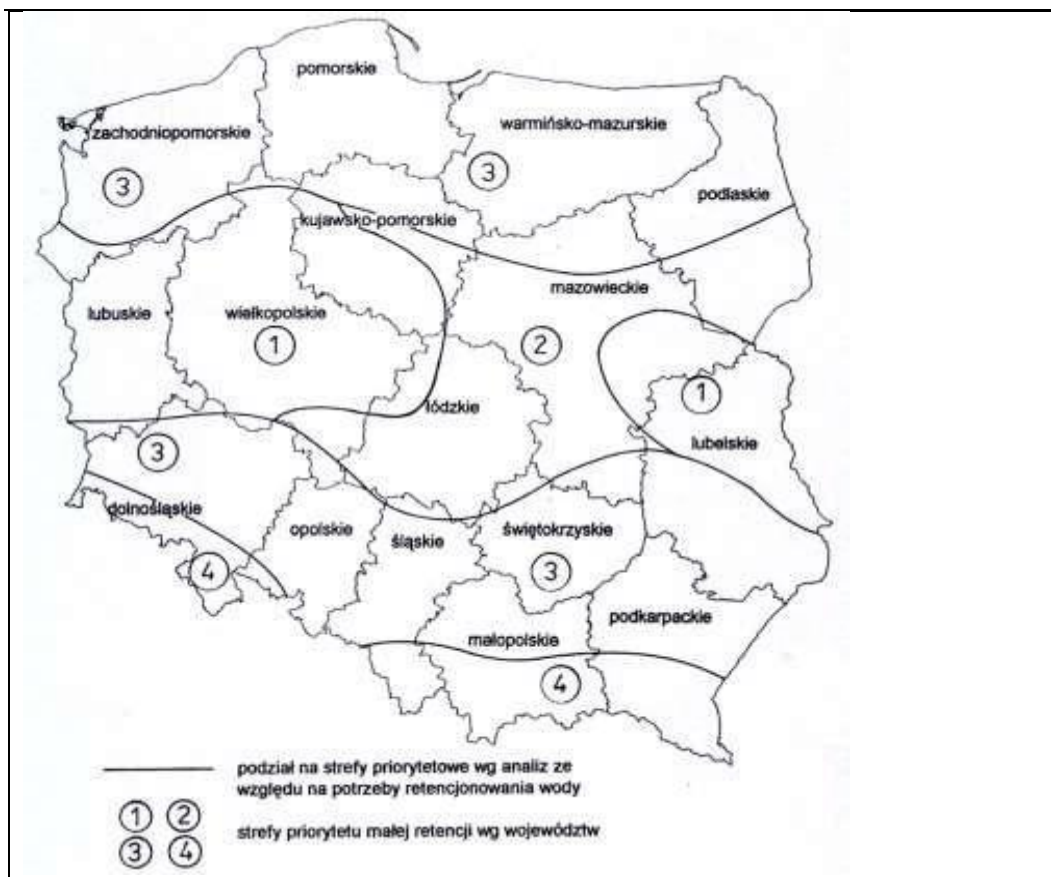 pomorskie
warmińsko-mazurskie
zachodniopomorskie
3
3
podlaskie
kujawsko-pomorskie
mazowieckie
lubuskie
wielkopolskie
1
2
1
łódzkie
lubelskie
3
dolnośląskie
opolskie
śląskie
świętokrzyskie
4
3
małopolskie
podkarpackie
4
podział na strefy priorytetowe wg analiz ze
względu na potrzeby retencjonowania wody
1 2
3 4
strefy priorytetu małej retencji wg województw